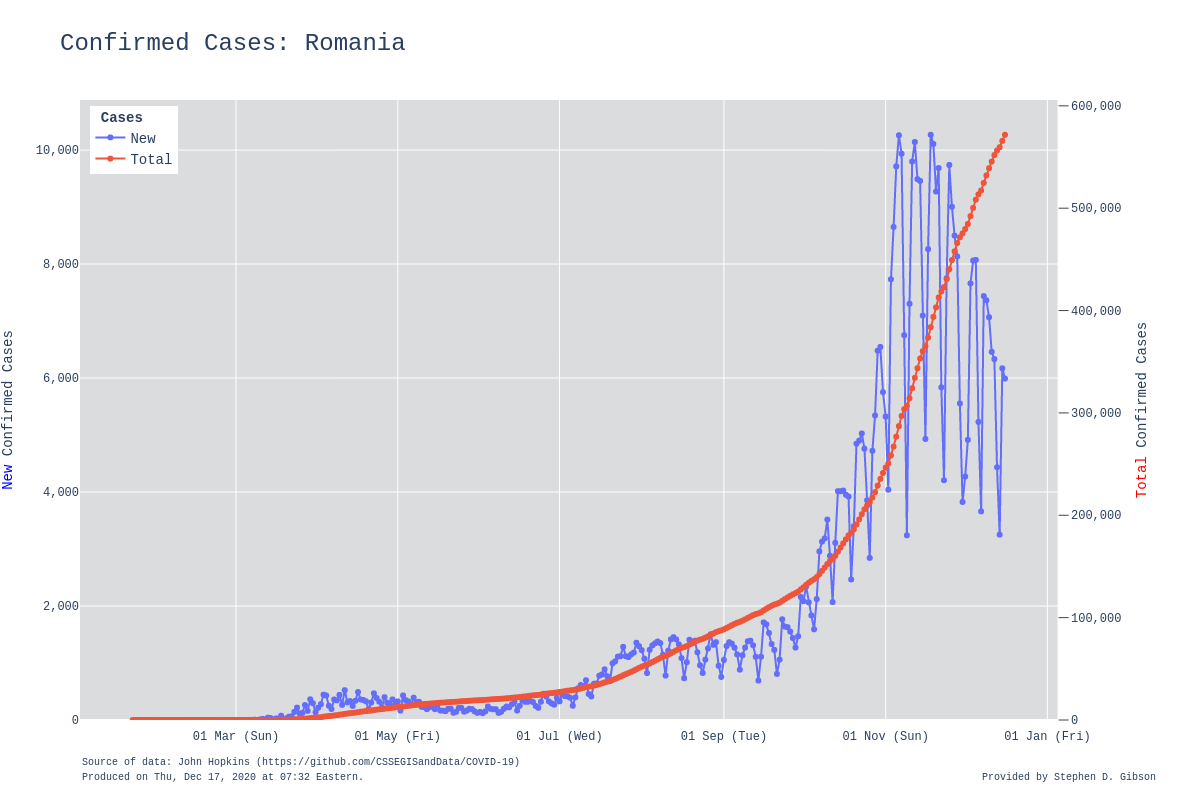 Confirmed Cases: Romania
Cases
New
Total
10,000
8,000
6,000
4,000
2,000
0
New Confirmed Cases
600,000
500,000
400,000
300,000
200,000
100,000
0
Total Confirmed Cases
01 Mar (Sun) 01 May (Fri) 01 Jul (Wed) 01 Sep (Tue) 01 Nov (Sun) 01 Jan (Fri)
Source of data: John Hopkins (https://github.com/CSSEGISandData/COVID-19)
Produced on Thu, Dec 17, 2020 at 07:32 Eastern.
Provided by Stephen D. Gibson